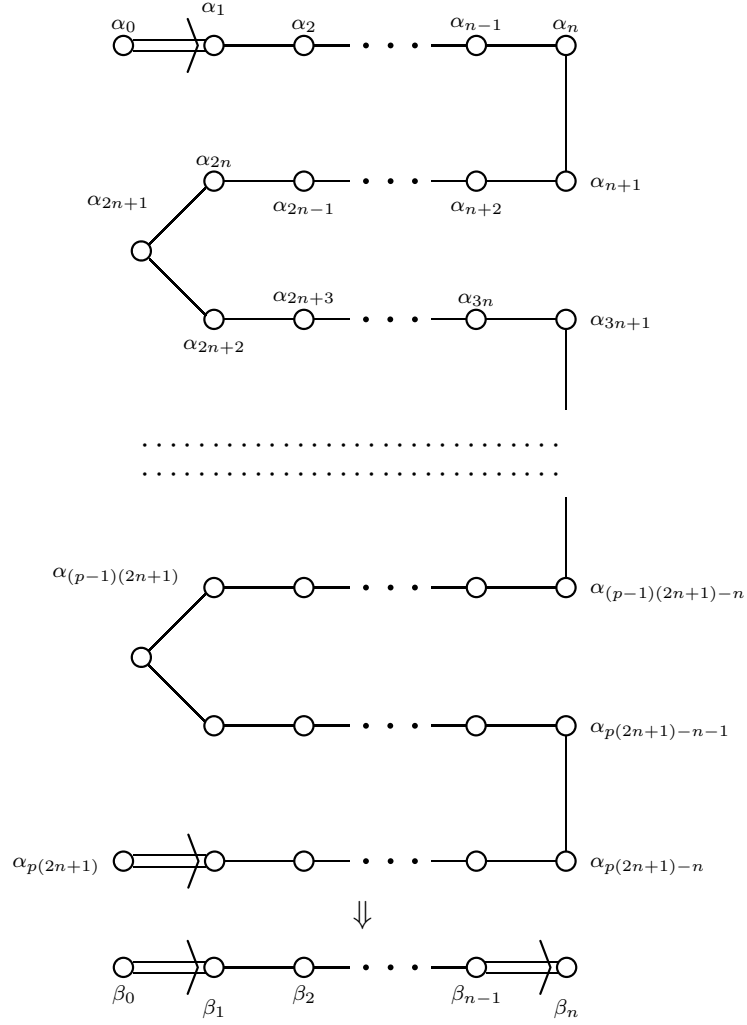 α₀ α₁ α₂ · · · αₙ₋₁ αₙ
α₂ₙ · · · αₙ₊₁
α₂ₙ₊₁ α₂ₙ₋₁ αₙ₊₂
α₂ₙ₊₃ α₃ₙ
· · · α₃ₙ₊₁
α₂ₙ₊₂
α₍ₚ₋₁₎₍₂ₙ₊₁₎ · · · α₍ₚ₋₁₎₍₂ₙ₊₁₎₋ₙ
· · · αₚ₍₂ₙ₊₁₎₋ₙ₋₁
αₚ₍₂ₙ₊₁₎ · · · αₚ₍₂ₙ₊₁₎₋ₙ
⇓
· · ·
β₀ β₁ β₂ βₙ₋₁ βₙ